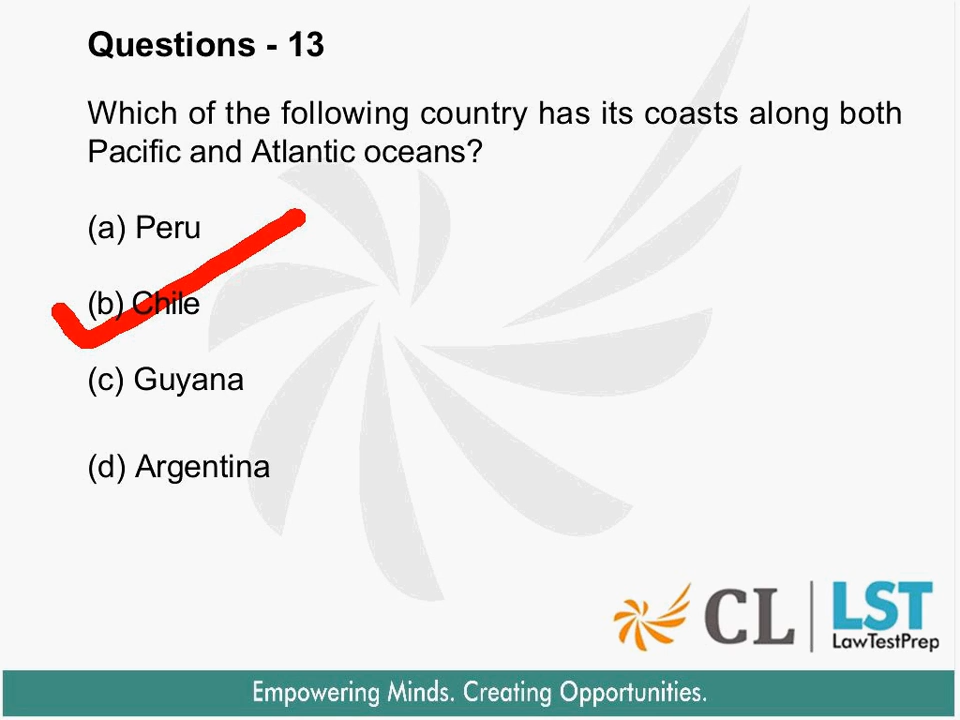 Questions - 13
Which of the following country has its coasts along both
Pacific and Atlantic oceans?
(a) Peru
(b) Chile
(c) Guyana
(d) Argentina
CL LST
LawTestPrep
Empowering Minds. Creating Opportunities.